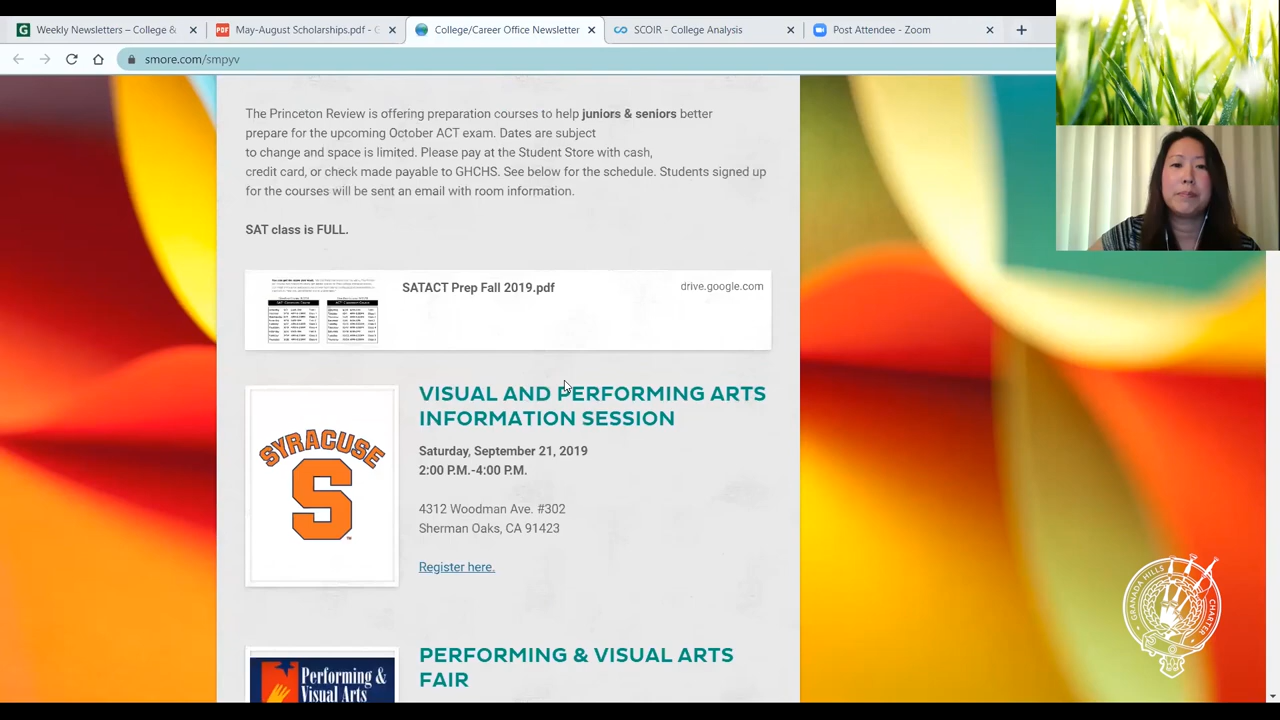 Weekly Newsletters – College &
May-August Scholarships.pdf - G
College/Career Office Newsletter
SCOIR - College Analysis
Post Attendee - Zoom
smore.com/smpyv
The Princeton Review is offering preparation courses to help juniors & seniors better
prepare for the upcoming October ACT exam. Dates are subject
to change and space is limited. Please pay at the Student Store with cash,
credit card, or check made payable to GHCHS. See below for the schedule. Students signed up
for the courses will be sent an email with room information.
SAT class is FULL.
SATACT Prep Fall 2019.pdf
drive.google.com
SYRACUSE
S
VISUAL AND PERFORMING ARTS
INFORMATION SESSION
Saturday, September 21, 2019
2:00 P.M.-4:00 P.M.
4312 Woodman Ave. #302
Sherman Oaks, CA 91423
Register here.
Performing &
Visual Arts
PERFORMING & VISUAL ARTS
FAIR
GRANADA HILLS
CHARTER